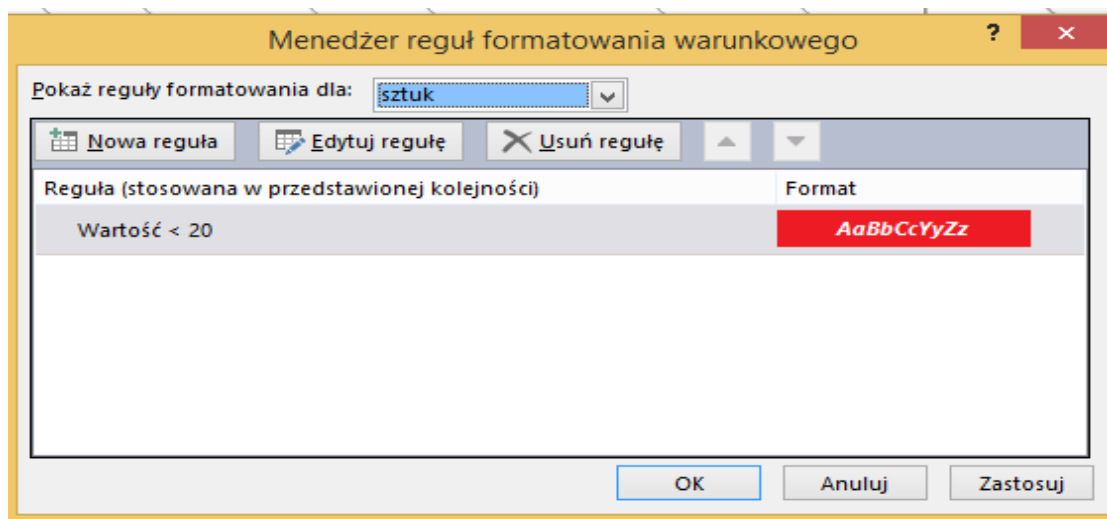 Menedżer reguł formatowania warunkowego ? ×
Pokaż reguły formatowania dla: sztuk
Nowa reguła Edytuj regułę Usuń regułę
Reguła (stosowana w przedstawionej kolejności) Format
Wartość < 20 AaBbCcYyZz
OK Anuluj Zastosuj